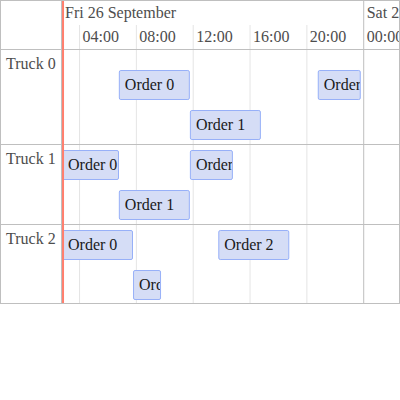 Fri 26 September
Sat 2
04:00 08:00 12:00 16:00 20:00 00:00
Truck 0
Order 0
Order
Order 1
Truck 1
Order 0
Order
Order 1
Truck 2
Order 0
Order 2
Ord